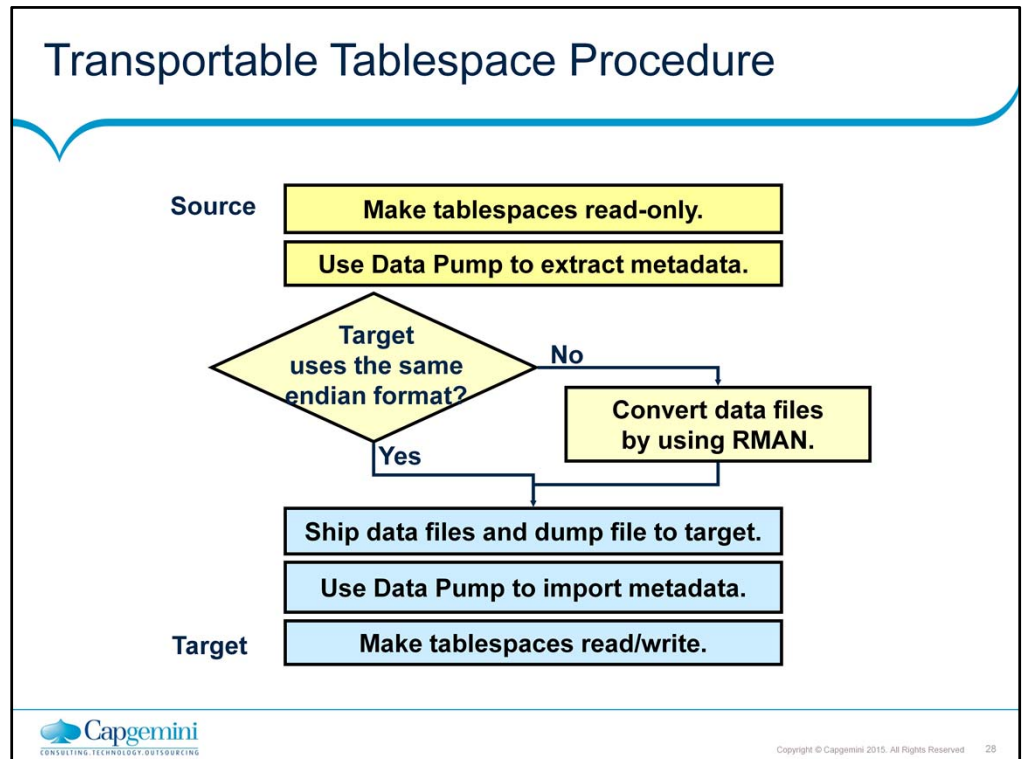 Transportable Tablespace Procedure
Source
Make tablespaces read-only.
Use Data Pump to extract metadata.
Target
uses the same
endian format?
No
Convert data files
by using RMAN.
Yes
Ship data files and dump file to target.
Use Data Pump to import metadata.
Target
Make tablespaces read/write.
Capgemini
CONSULTING.TECHNOLOGY.OUTSOURCING
Copyright © Capgemini 2015. All Rights Reserved 28